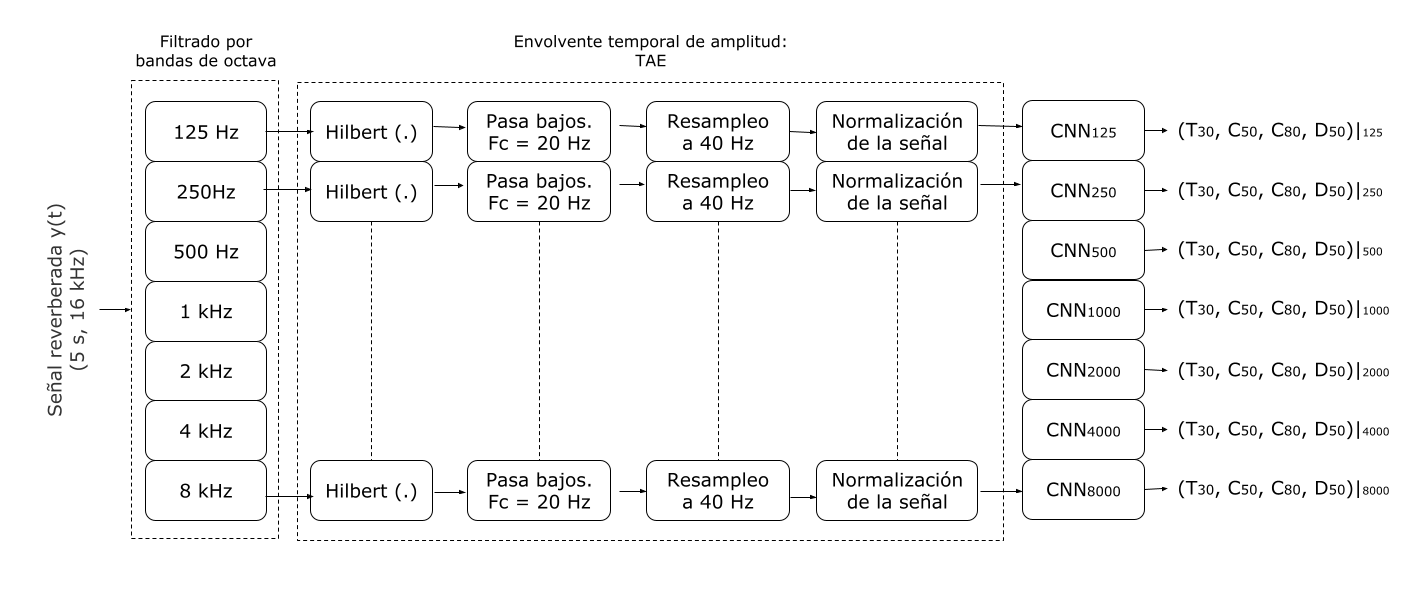 Filtrado por
bandas de octava
Envolvente temporal de amplitud:
TAE
Señal reverberada y(t)
(5 s, 16 kHz)
125 Hz
Hilbert (.)
Pasa bajos.
Fc = 20 Hz
Resampleo
a 40 Hz
Normalización
de la señal
CNN125
(T30, C50, C80, D50)|125
250Hz
Hilbert (.)
Pasa bajos.
Fc = 20 Hz
Resampleo
a 40 Hz
Normalización
de la señal
CNN250
(T30, C50, C80, D50)|250
500 Hz
CNN500
(T30, C50, C80, D50)|500
1 kHz
CNN1000
(T30, C50, C80, D50)|1000
2 kHz
CNN2000
(T30, C50, C80, D50)|2000
4 kHz
CNN4000
(T30, C50, C80, D50)|4000
8 kHz
Hilbert (.)
Pasa bajos.
Fc = 20 Hz
Resampleo
a 40 Hz
Normalización
de la señal
CNN8000
(T30, C50, C80, D50)|8000